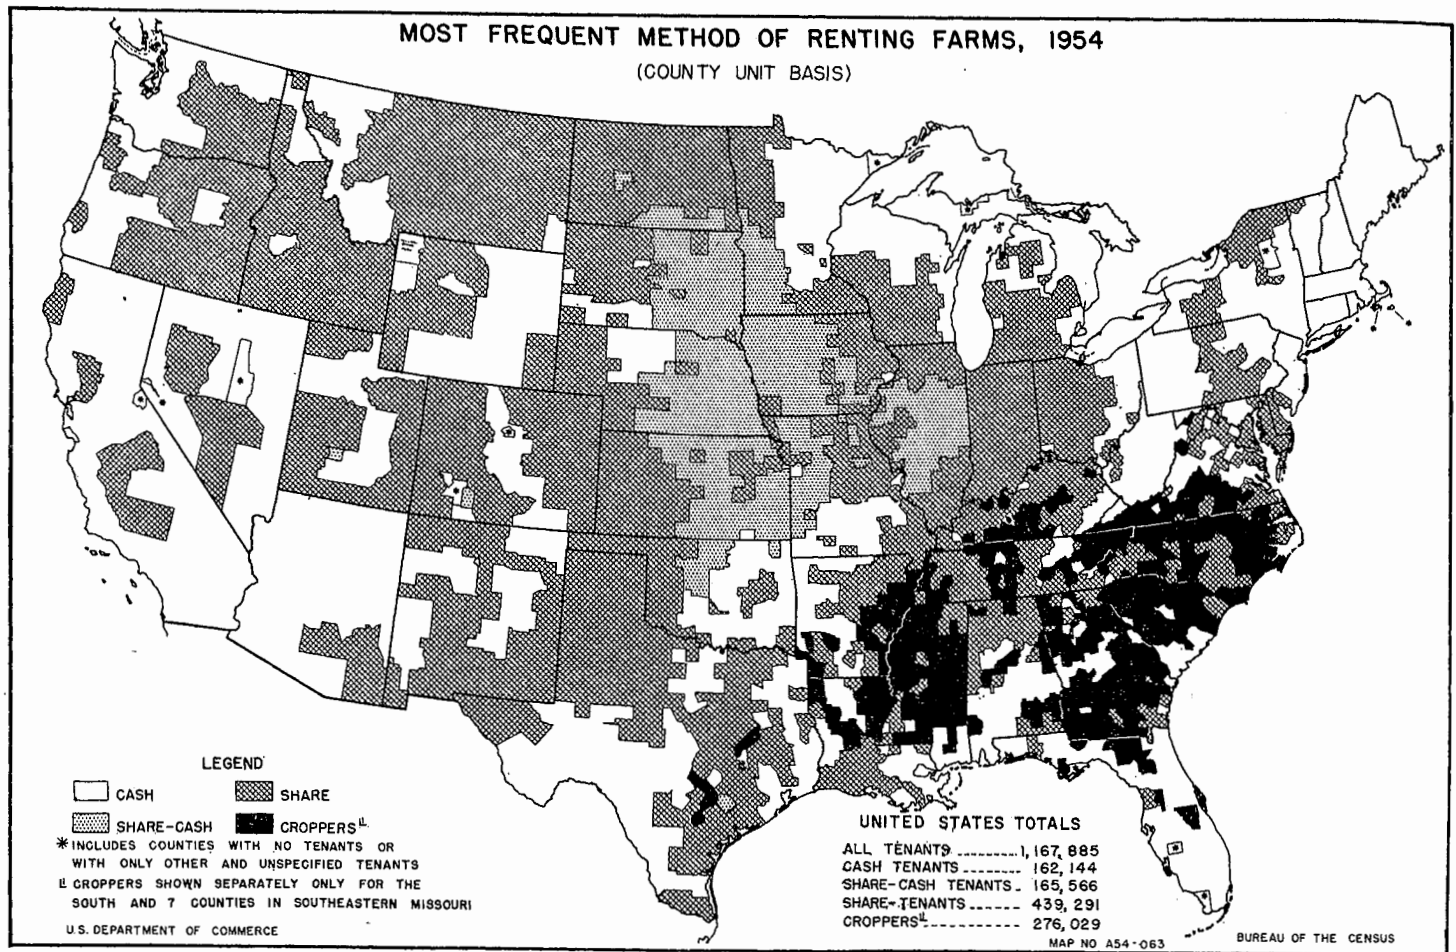 MOST FREQUENT METHOD OF RENTING FARMS, 1954
(COUNTY UNIT BASIS)
LEGEND
CASH
SHARE
SHARE-CASH
CROPPERS 1/
* INCLUDES COUNTIES WITH NO TENANTS OR
WITH ONLY OTHER AND UNSPECIFIED TENANTS
1/ CROPPERS SHOWN SEPARATELY ONLY FOR THE
SOUTH AND 7 COUNTIES IN SOUTHEASTERN MISSOURI
U.S. DEPARTMENT OF COMMERCE
UNITED STATES TOTALS
ALL TENANTS 1,167,885
CASH TENANTS 162,144
SHARE-CASH TENANTS 165,566
SHARE-TENANTS 439,291
CROPPERS 1/ 276,029
MAP NO A54-063
BUREAU OF THE CENSUS